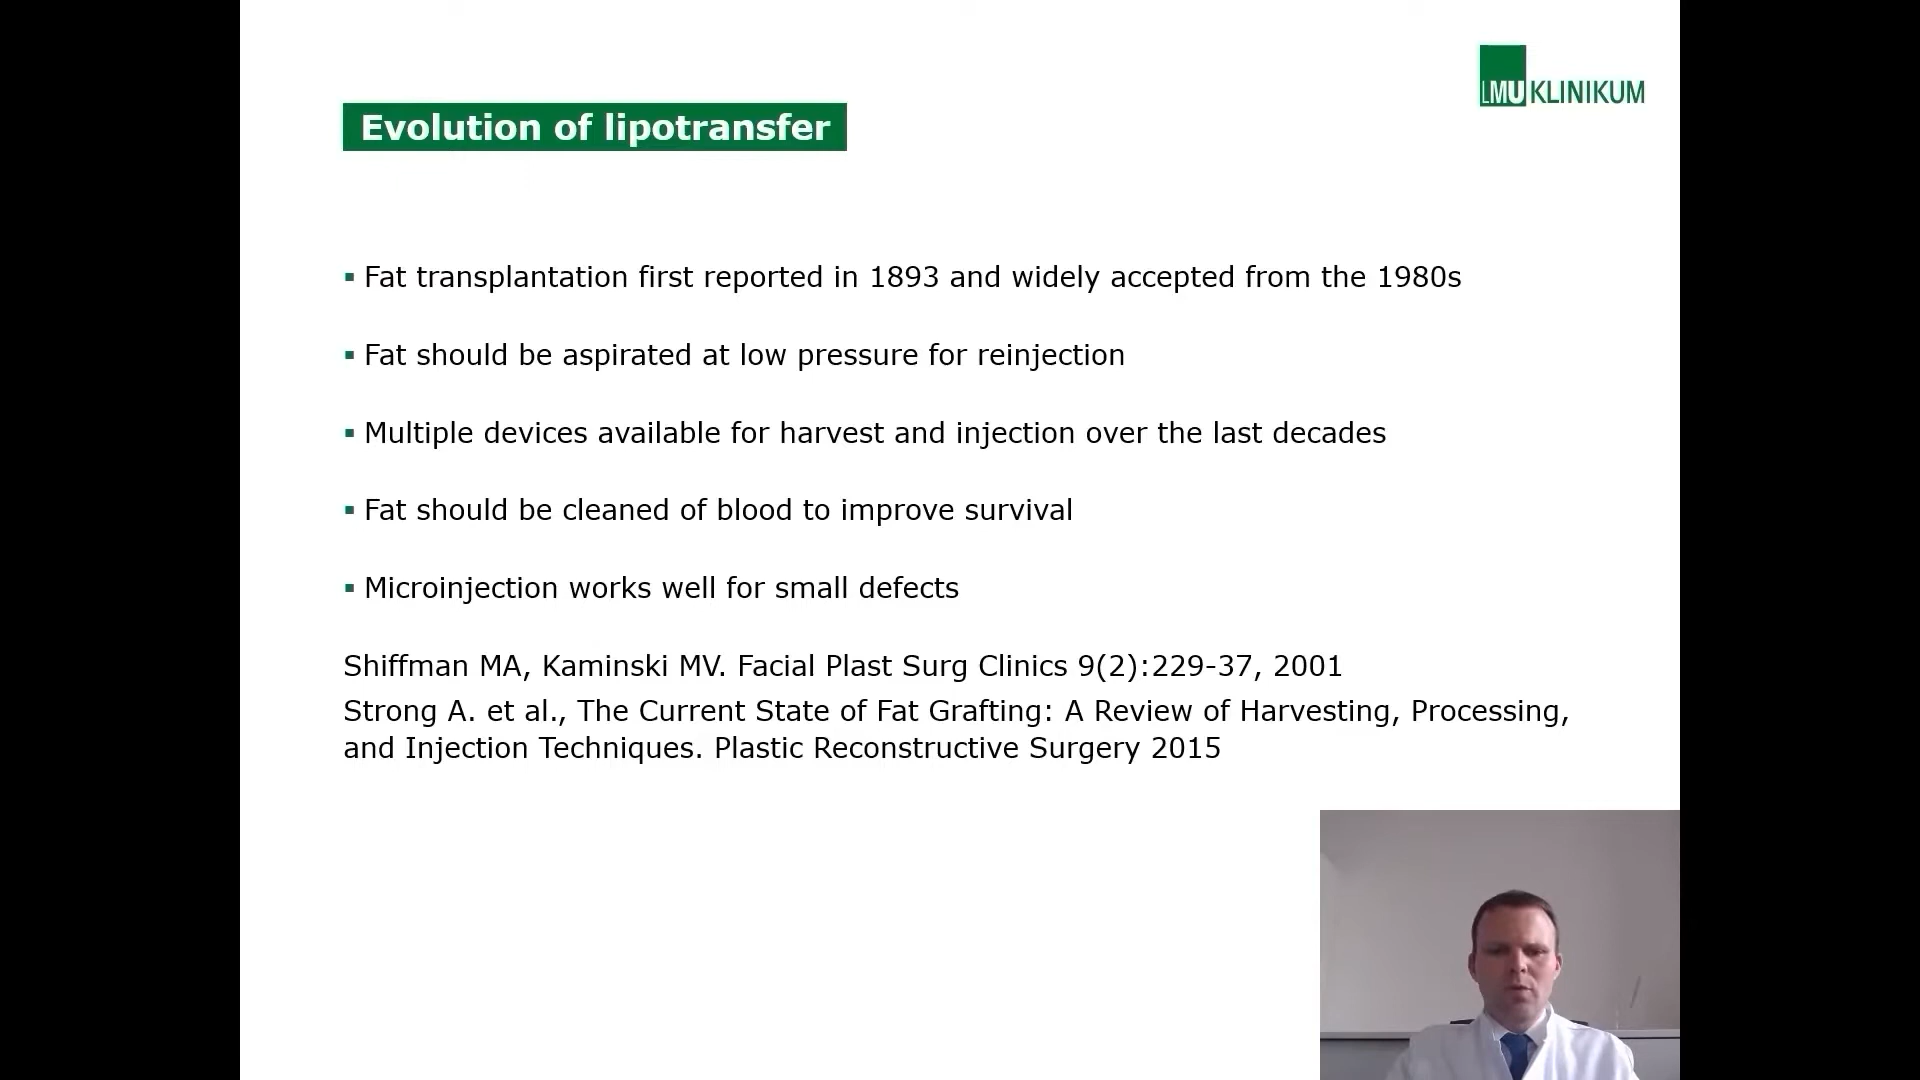 LMU KLINIKUM
Evolution of lipotransfer
▪ Fat transplantation first reported in 1893 and widely accepted from the 1980s
▪ Fat should be aspirated at low pressure for reinjection
▪ Multiple devices available for harvest and injection over the last decades
▪ Fat should be cleaned of blood to improve survival
▪ Microinjection works well for small defects
Shiffman MA, Kaminski MV. Facial Plast Surg Clinics 9(2):229-37, 2001
Strong A. et al., The Current State of Fat Grafting: A Review of Harvesting, Processing,
and Injection Techniques. Plastic Reconstructive Surgery 2015